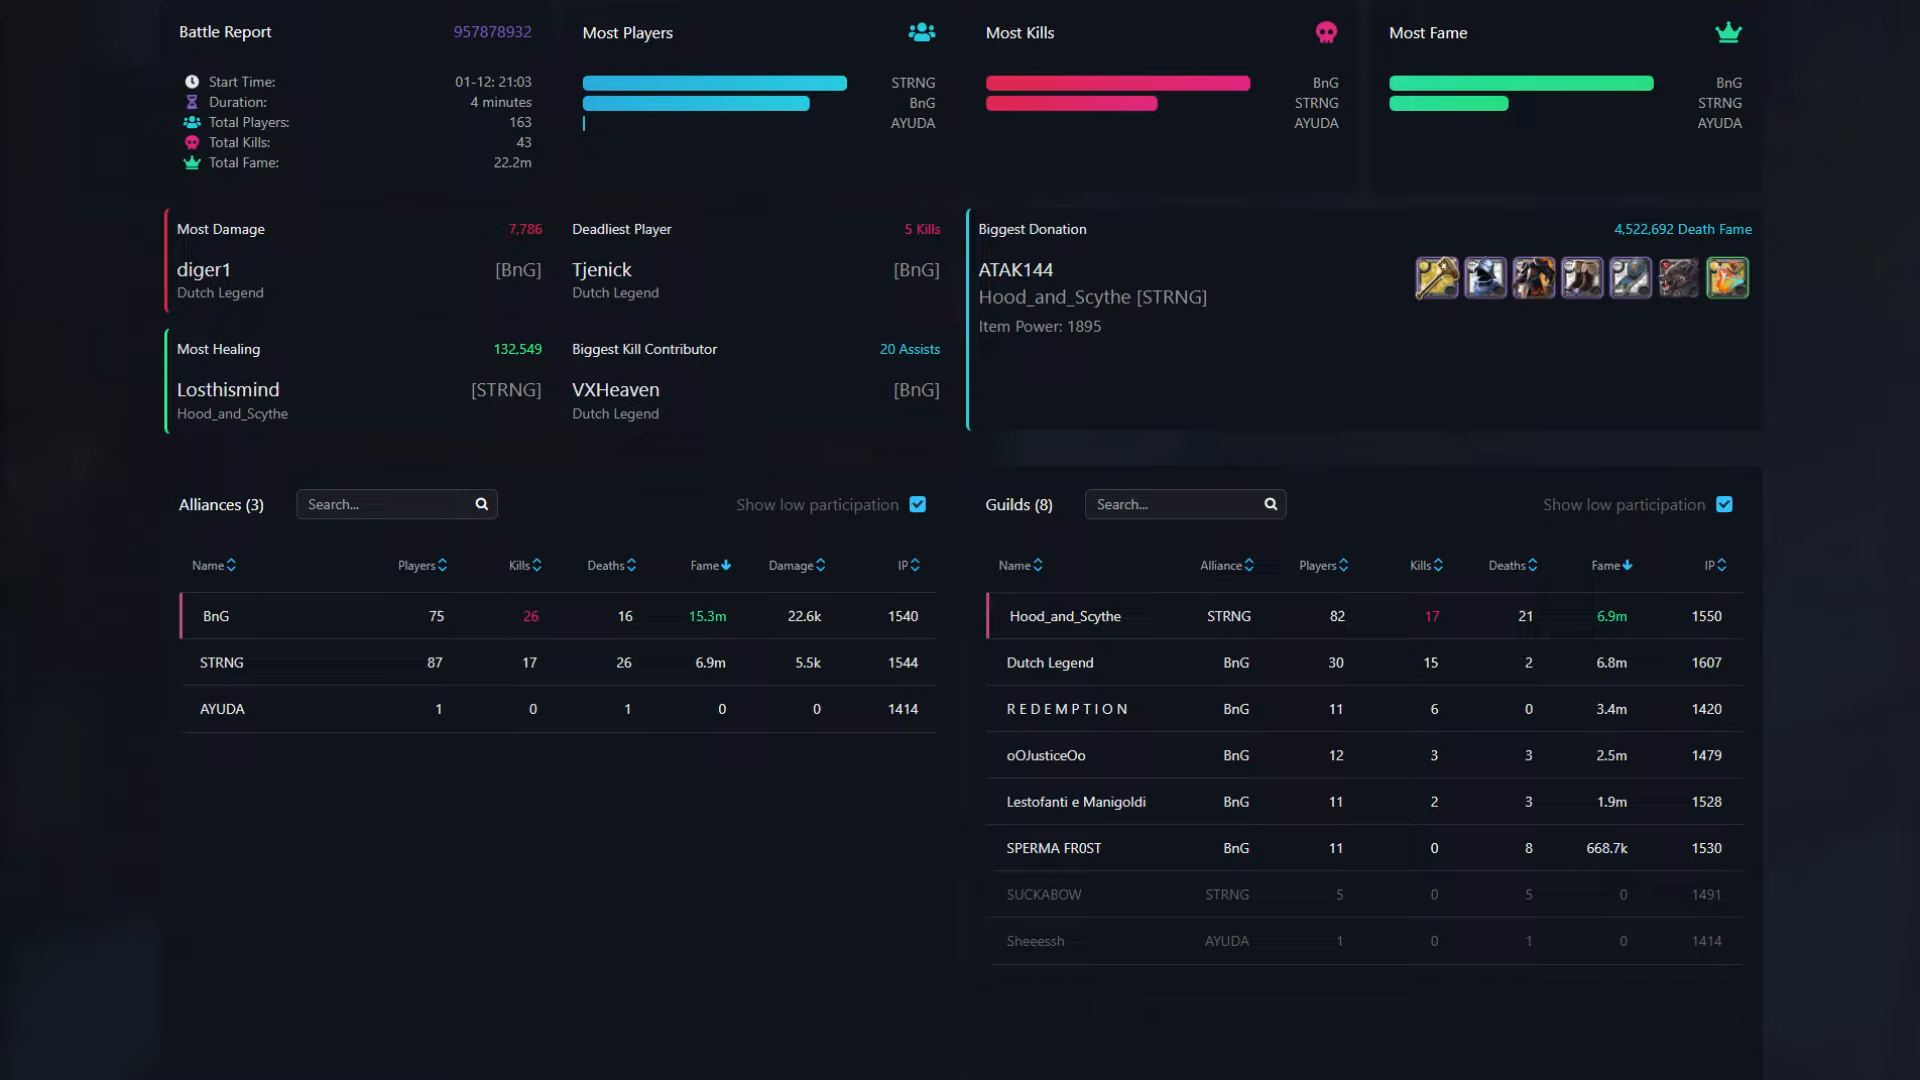 Battle Report 957878932
Start Time: 01-12: 21:03
Duration: 4 minutes
Total Players: 163
Total Kills: 43
Total Fame: 22.2m
Most Players
STRNG
BnG
AYUDA
Most Kills
BnG
STRNG
AYUDA
Most Fame
BnG
STRNG
AYUDA
Most Damage 7,786
diger1 [BnG]
Dutch Legend
Deadliest Player 5 Kills
Tjenick [BnG]
Dutch Legend
Most Healing 132,549
Losthismind [STRNG]
Hood_and_Scythe
Biggest Kill Contributor 20 Assists
VXHeaven [BnG]
Dutch Legend
Biggest Donation 4,522,692 Death Fame
ATAK144
Hood_and_Scythe [STRNG]
Item Power: 1895
Alliances (3) Search... Show low participation
Name Players Kills Deaths Fame Damage IP
BnG 75 26 16 15.3m 22.6k 1540
STRNG 87 17 26 6.9m 5.5k 1544
AYUDA 1 0 1 0 0 1414
Guilds (8) Search... Show low participation
Name Alliance Players Kills Deaths Fame IP
Hood_and_Scythe STRNG 82 17 21 6.9m 1550
Dutch Legend BnG 30 15 2 6.8m 1607
R E D E M P T I O N BnG 11 6 0 3.4m 1420
oOJusticeOo BnG 12 3 3 2.5m 1479
Lestofanti e Manigoldi BnG 11 2 3 1.9m 1528
SPERMA FR0ST BnG 11 0 8 668.7k 1530
SUCKABOW STRNG 5 0 5 0 1491
Sheeessh AYUDA 1 0 1 0 1414